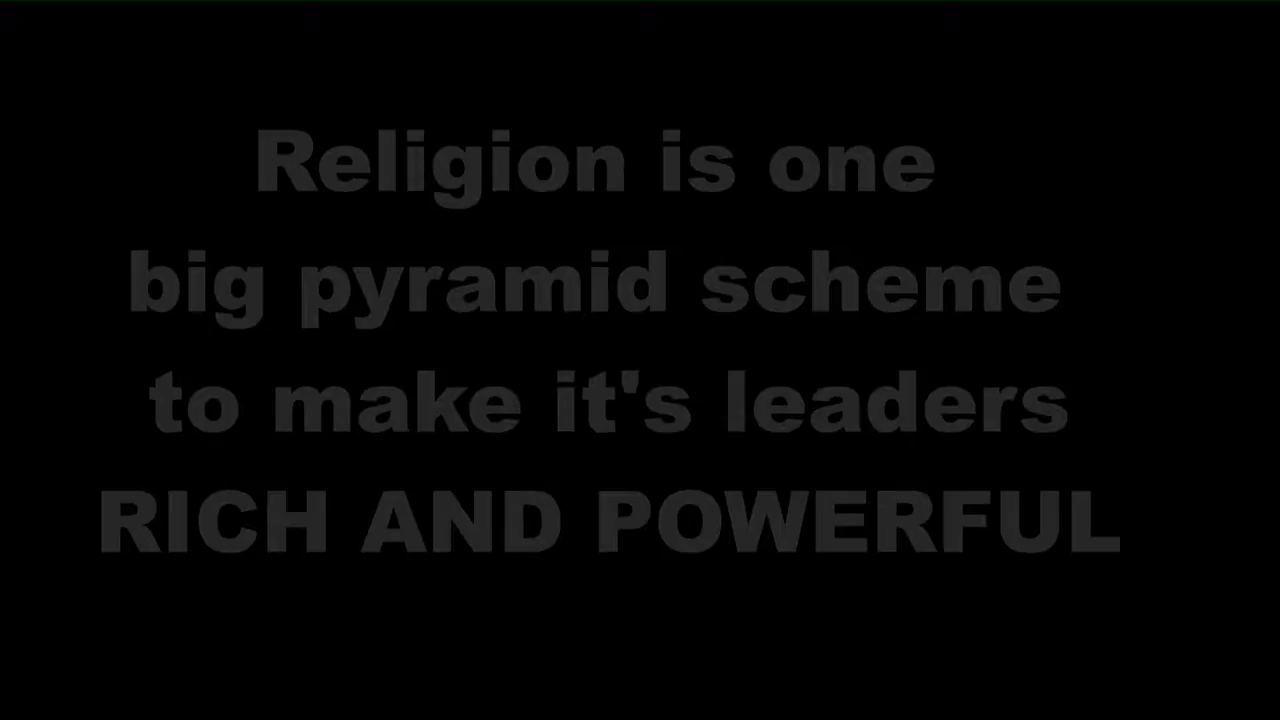 Religion is one
big pyramid scheme
to make it's leaders
RICH AND POWERFUL